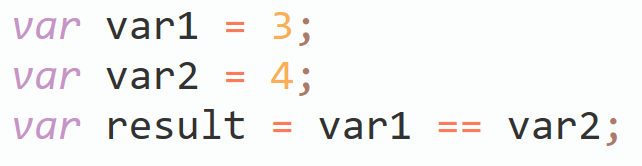 var var1 = 3;
var var2 = 4;
var result = var1 == var2;